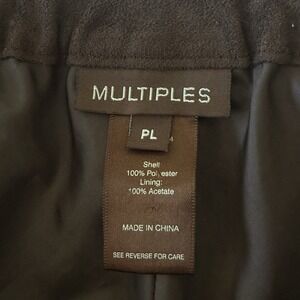 MULTIPLES
PL
Shell
100% Polyester
Lining:
100% Acetate
MADE IN CHINA
SEE REVERSE FOR CARE